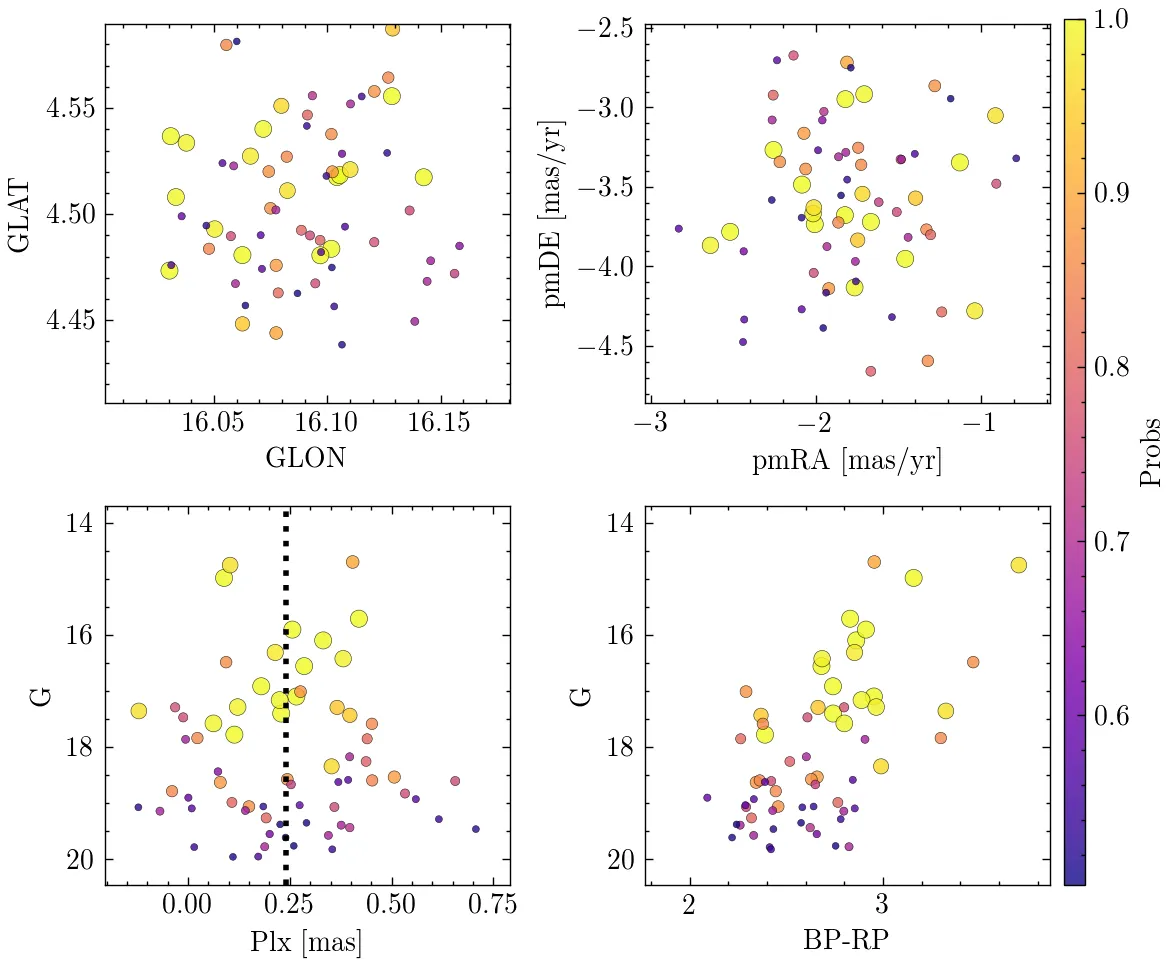 4.55
4.50
4.45
GLAT
16.05 16.10 16.15
GLON
−2.5
−3.0
−3.5
−4.0
−4.5
pmDE [mas/yr]
−3 −2 −1
pmRA [mas/yr]
14
16
18
20
G
0.00 0.25 0.50 0.75
Plx [mas]
14
16
18
20
G
2 3
BP-RP
1.0
0.9
0.8
0.7
0.6
Probs